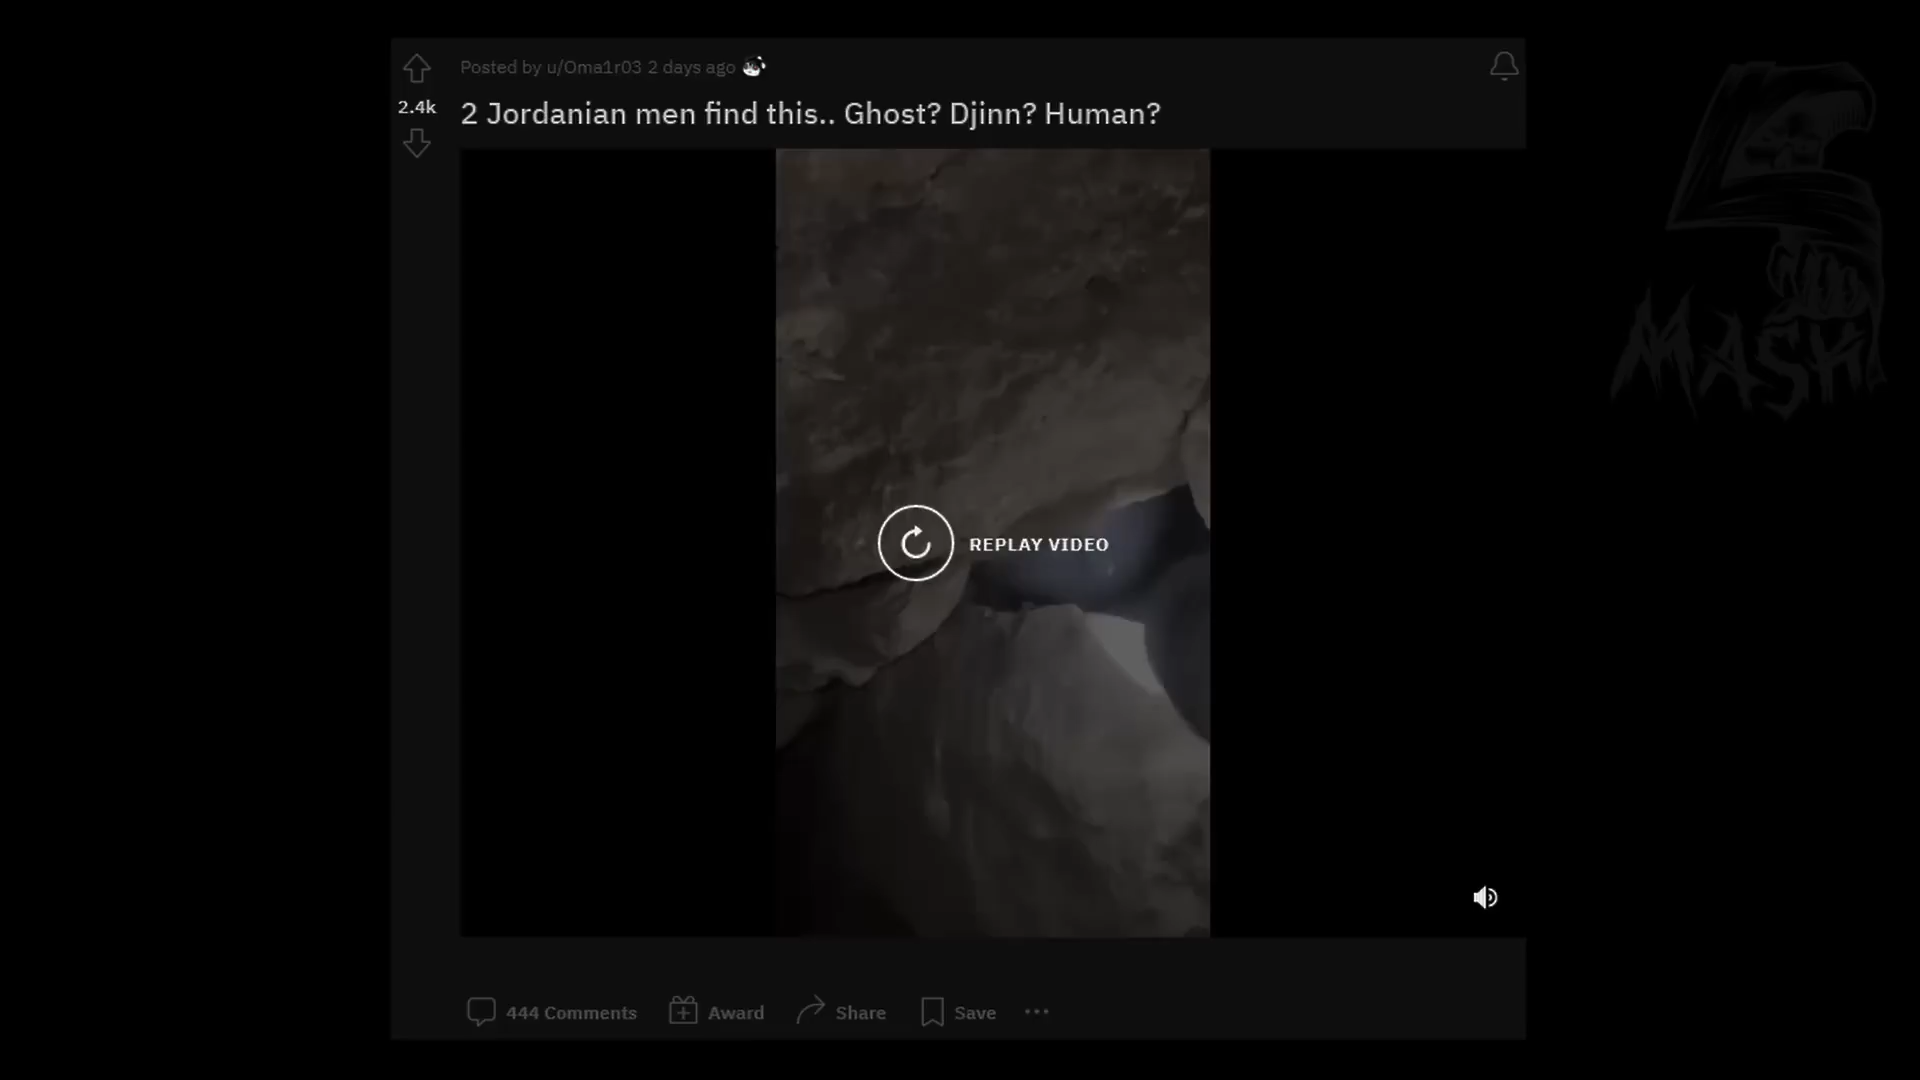 Posted by u/Oma1r03 2 days ago
2.4k
2 Jordanian men find this.. Ghost? Djinn? Human?
REPLAY VIDEO
MASK
444 Comments
Award
Share
Save